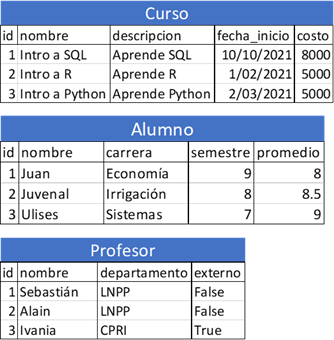 Curso
id nombre descripcion fecha_inicio costo
1 Intro a SQL Aprende SQL 10/10/2021 8000
2 Intro a R Aprende R 1/02/2021 5000
3 Intro a Python Aprende Python 2/03/2021 5000
Alumno
id nombre carrera semestre promedio
1 Juan Economía 9 8
2 Juvenal Irrigación 8 8.5
3 Ulises Sistemas 7 9
Profesor
id nombre departamento externo
1 Sebastián LNPP False
2 Alain LNPP False
3 Ivania CPRI True